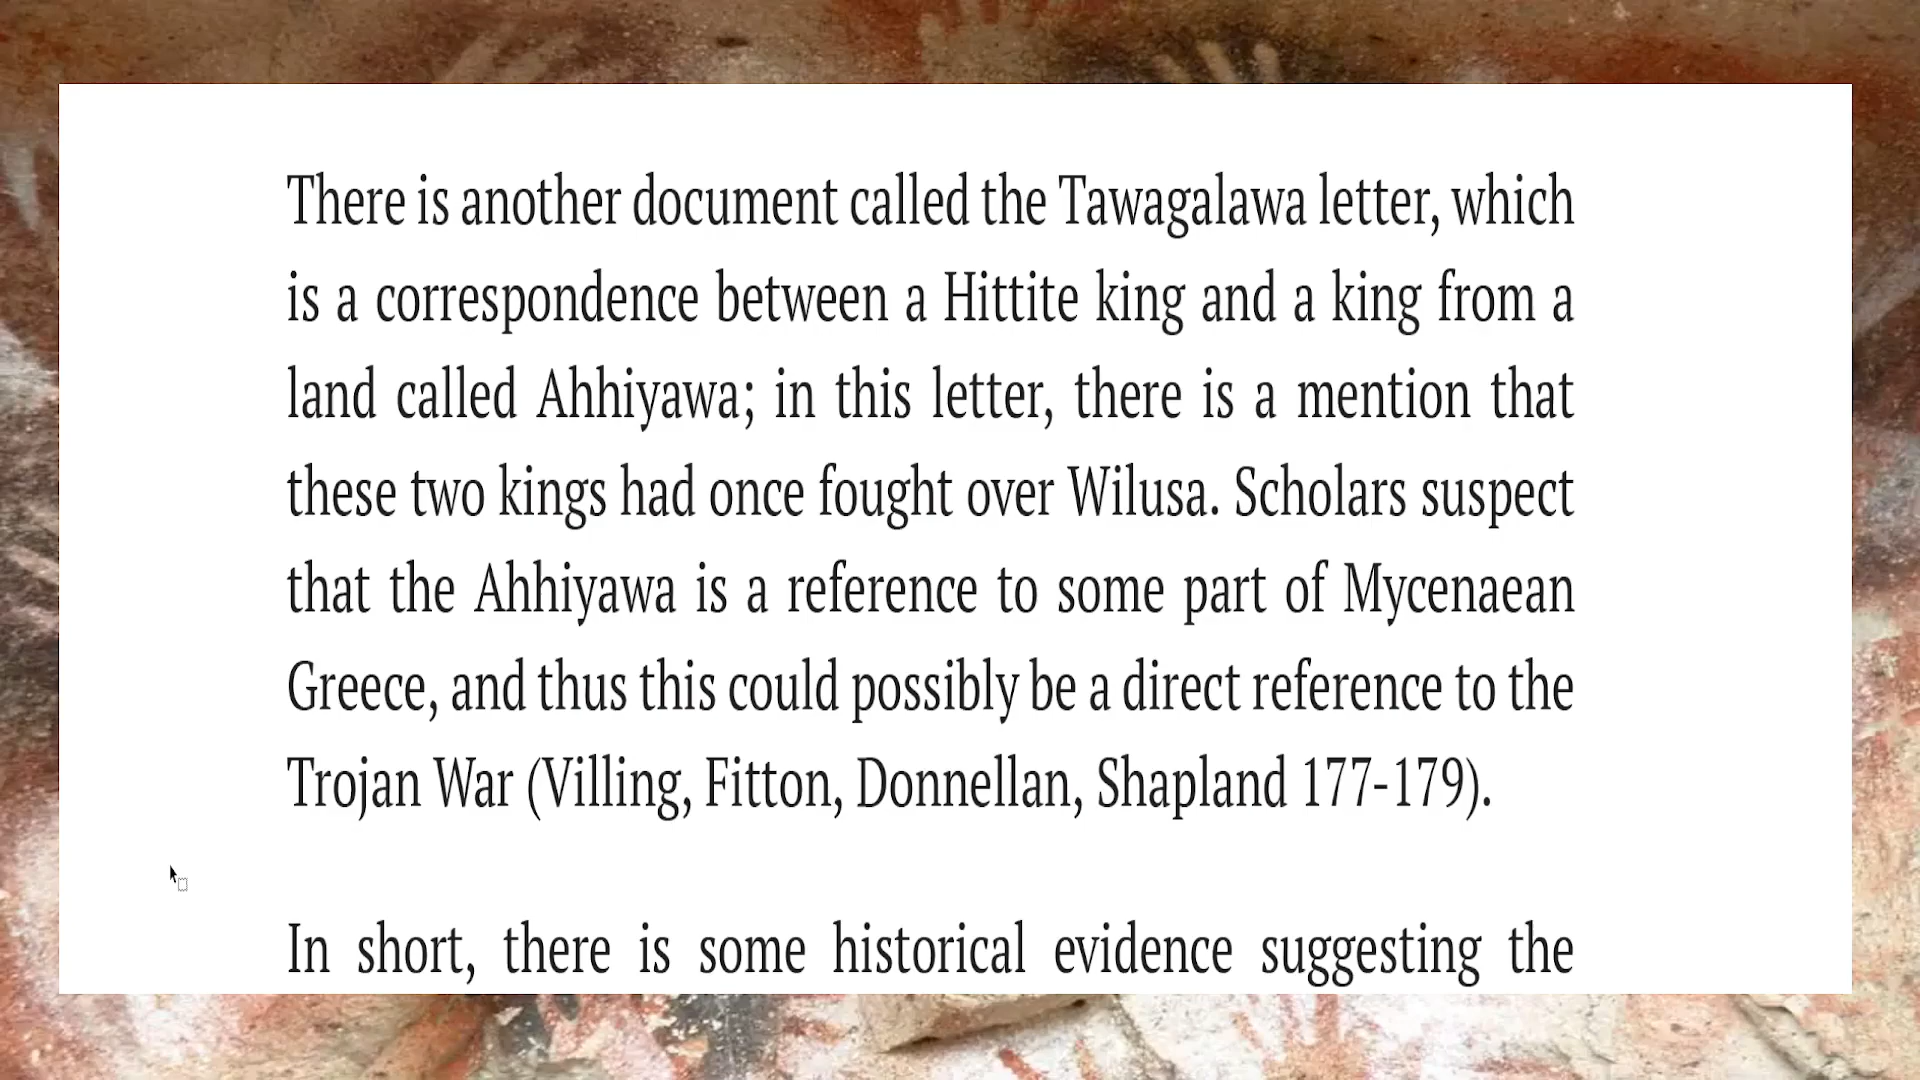 There is another document called the Tawagalawa letter, which
is a correspondence between a Hittite king and a king from a
land called Ahhiyawa; in this letter, there is a mention that
these two kings had once fought over Wilusa. Scholars suspect
that the Ahhiyawa is a reference to some part of Mycenaean
Greece, and thus this could possibly be a direct reference to the
Trojan War (Villing, Fitton, Donnellan, Shapland 177-179).
In short, there is some historical evidence suggesting the